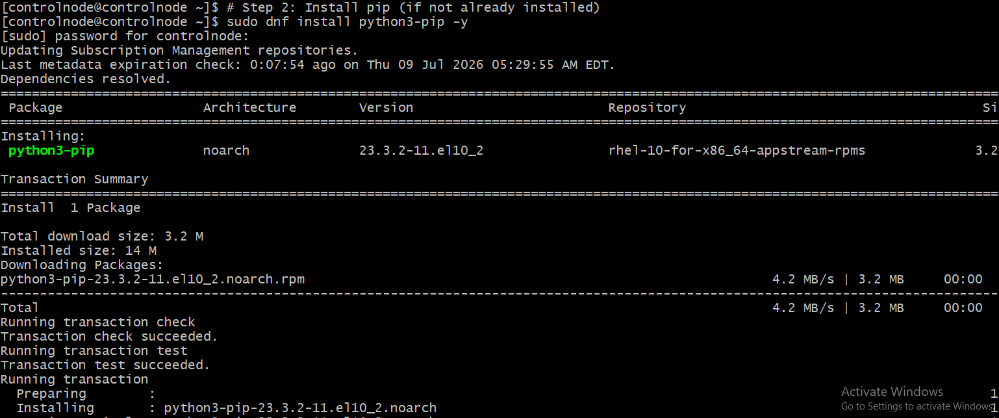 [controlnode@controlnode ~]$ # Step 2: Install pip (if not already installed)
[controlnode@controlnode ~]$ sudo dnf install python3-pip -y
[sudo] password for controlnode:
Updating Subscription Management repositories.
Last metadata expiration check: 0:07:54 ago on Thu 09 Jul 2026 05:29:55 AM EDT.
Dependencies resolved.
================================================================================================================================
Package Architecture Version Repository Si
================================================================================================================================
Installing:
python3-pip noarch 23.3.2-11.el10_2 rhel-10-for-x86_64-appstream-rpms 3.2
Transaction Summary
================================================================================================================================
Install 1 Package
Total download size: 3.2 M
Installed size: 14 M
Downloading Packages:
python3-pip-23.3.2-11.el10_2.noarch.rpm 4.2 MB/s | 3.2 MB 00:00
--------------------------------------------------------------------------------------------------------------------------------
Total 4.2 MB/s | 3.2 MB 00:00
Running transaction check
Transaction check succeeded.
Running transaction test
Transaction test succeeded.
Running transaction
Preparing : 1
Installing : python3-pip-23.3.2-11.el10_2.noarch 1
Activate Windows
Go to Settings to activate Windows.